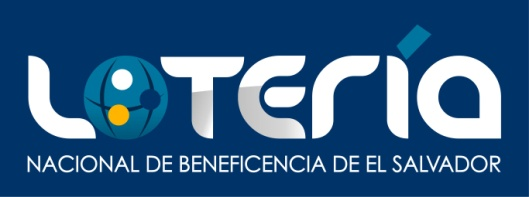 LOTERÍA
NACIONAL DE BENEFICENCIA DE EL SALVADOR